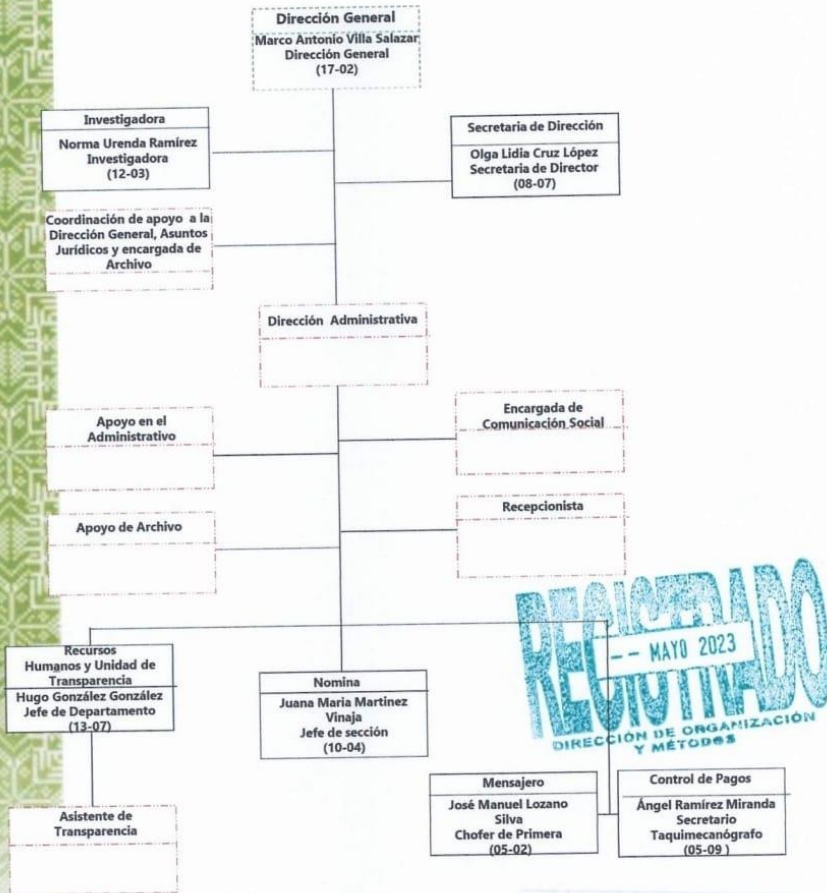 Dirección General
Marco Antonio Villa Salazar
Dirección General
(17-02)
Investigadora
Norma Urenda Ramírez
Investigadora
(12-03)
Secretaria de Dirección
Olga Lidia Cruz López
Secretaria de Director
(08-07)
Coordinación de apoyo a la
Dirección General, Asuntos
Jurídicos y encargada de
Archivo
Dirección Administrativa
Apoyo en el
Administrativo
Encargada de
Comunicación Social
Apoyo de Archivo
Recepcionista
REGISTRADO
-- MAYO 2023
DIRECCIÓN DE ORGANIZACIÓN
Y MÉTODOS
Recursos
Humanos y Unidad de
Transparencia
Hugo González González
Jefe de Departamento
(13-07)
Nomina
Juana Maria Martinez
Vinaja
Jefe de sección
(10-04)
Mensajero
José Manuel Lozano
Silva
Chofer de Primera
(05-02)
Control de Pagos
Ángel Ramírez Miranda
Secretario
Taquimecanógrafo
(05-09 )
Asistente de
Transparencia